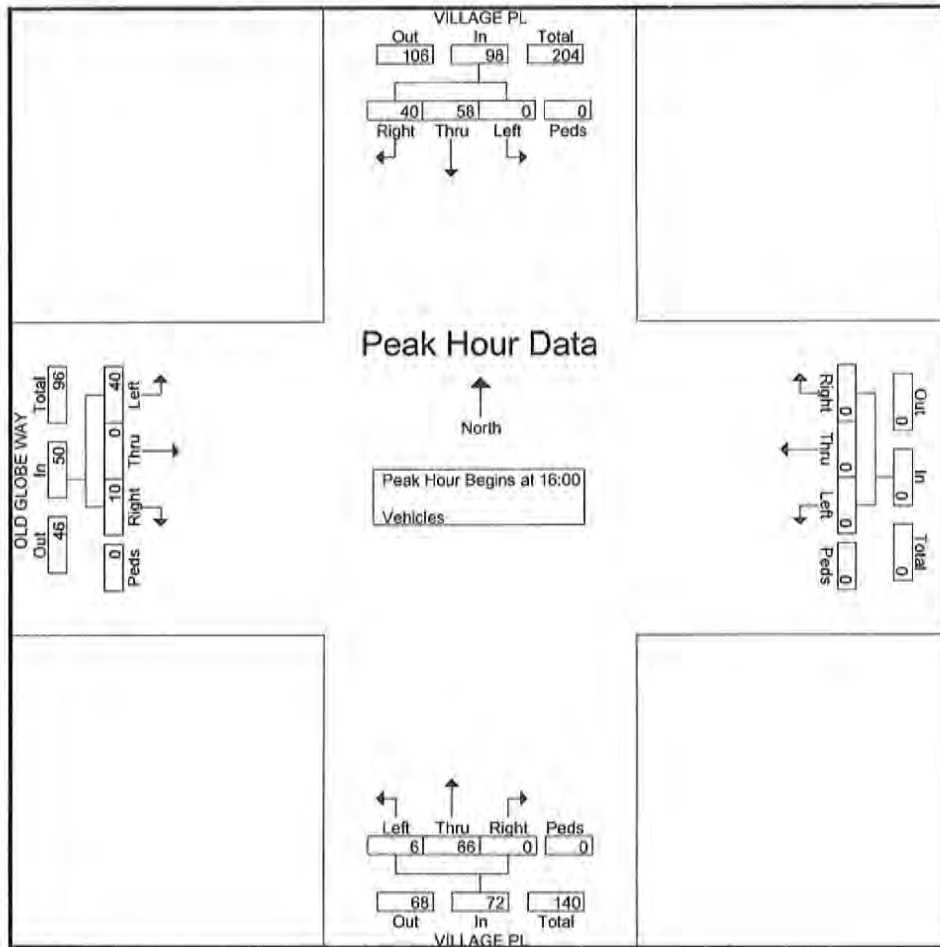 VILLAGE PL
Out In Total
106 98 204
40 58 0 0
Right Thru Left Peds
Peak Hour Data
North
Peak Hour Begins at 16:00
Vehicles
OLD GLOBE WAY
Out In Total
46 50 96
0 10 0 40
Peds Right Thru Left
Out In Total
0 0 0
0 0 0 0
Right Thru Left Peds
Left Thru Right Peds
6 66 0 0
68 72 140
Out In Total
VILLAGE PL